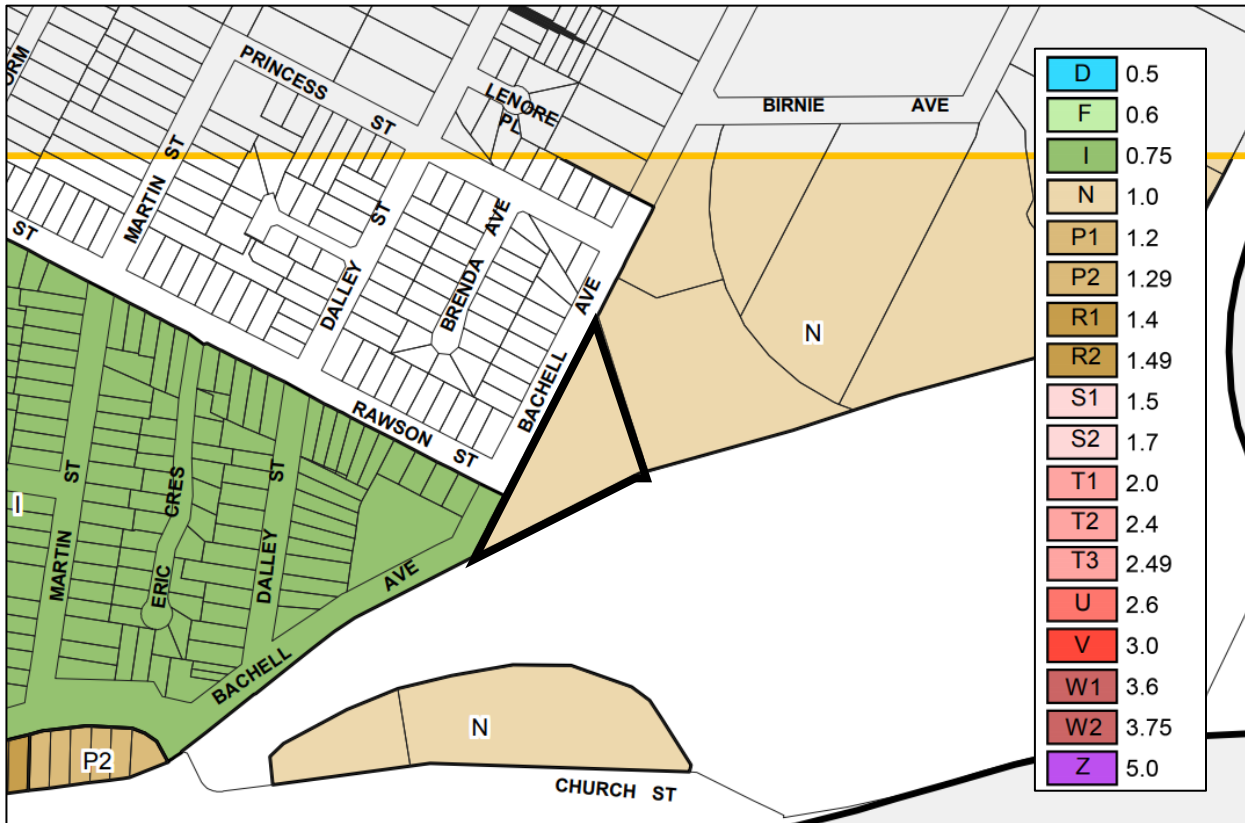 ORM
PRINCESS ST
LENORE PL
BIRNIE AVE
MARTIN ST
ST
DALLEY ST
BRENDA AVE
BACHELL AVE
N
RAWSON ST
I
MARTIN ST
ERIC CRES
DALLEY ST
BACHELL AVE
P2
N
CHURCH ST
D 0.5
F 0.6
I 0.75
N 1.0
P1 1.2
P2 1.29
R1 1.4
R2 1.49
S1 1.5
S2 1.7
T1 2.0
T2 2.4
T3 2.49
U 2.6
V 3.0
W1 3.6
W2 3.75
Z 5.0